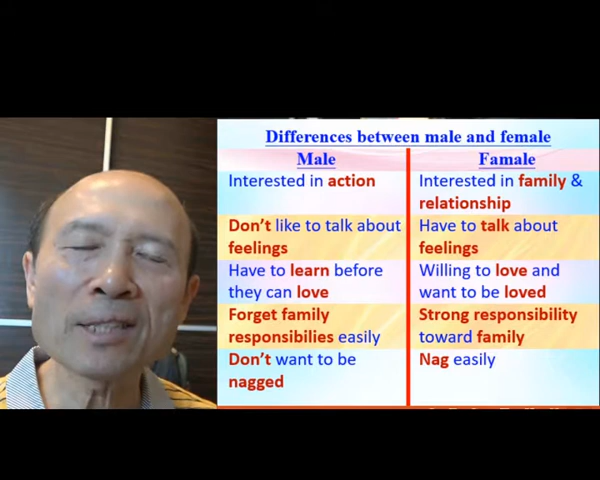 Differences between male and female
Male
Famale
Interested in action
Interested in family &
relationship
Don't like to talk about
feelings
Have to talk about
feelings
Have to learn before
they can love
Willing to love and
want to be loved
Forget family
responsibilies easily
Strong responsibility
toward family
Don't want to be
nagged
Nag easily